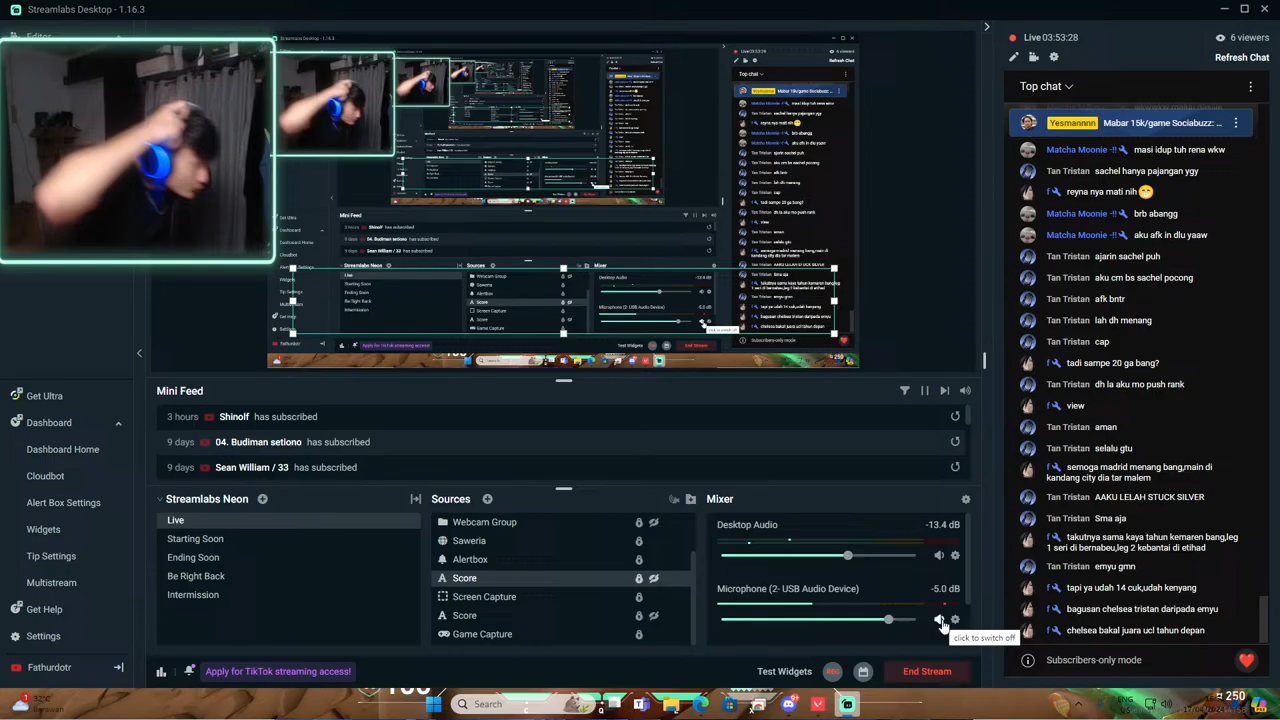 Streamlabs Desktop - 1.16.3
Editor
Live 03:53:28
6 viewers
Refresh Chat
Top chat
Yesmannnn Mabar 15k/game Sociabuzz: ...
Matcha Moonie -!! masi idup tuh rena wkw
Tan Tristan sachel henya pajangan ygy
f reyna nya mati nih 😁
Matcha Moonie -!! brb abangg
Matcha Moonie -!! aku afk in dlu yaaw
Tan Tristan ajarin sachel puh
Tan Tristan aku cm be sachel pocong
Tan Tristan afk bntr
Tan Tristan lah dh menang
Tan Tristan cap
f tadi sampe 20 ga bang?
Tan Tristan dh la aku mo push rank
f view
Tan Tristan aman
Tan Tristan selalu gtu
f semoga madrid menang bang,main di
kandang city da tar malem
Tan Tristan AAKU LELAH STUCK SILVER
Tan Tristan Sma aja
f takutnya sama kaya tahun kemaren bang,leg
1 seri di bernabeu,leg 2 kebantai di etihad
Tan Tristan emyu gmn
f tapi ya udah 14 cuk,udah kenyang
f bagusan chelsea tristan daripada emyu
f chelsea bakal juara ucl tahun depan
Subscribers-only mode
Get Ultra
Dashboard
Dashboard Home
Cloudbot
Alert Box Settings
Widgets
Tip Settings
Multistream
Get Help
Settings
Fathurdotr
Mini Feed
3 hours Shinolf has subscribed
9 days 04. Budiman setiono has subscribed
9 days Sean William / 33 has subscribed
Streamlabs Neon
Live
Starting Soon
Ending Soon
Be Right Back
Intermission
Sources
Webcam Group
Saweria
Alertbox
Score
Screen Capture
Score
Game Capture
Mixer
Desktop Audio -13.4 dB
Microphone (2- USB Audio Device) -5.0 dB
click to switch off
Apply for TikTok streaming access!
Test Widgets
REC
End Stream
32°C
Berawan
Search
ENG
250
17/04/2024